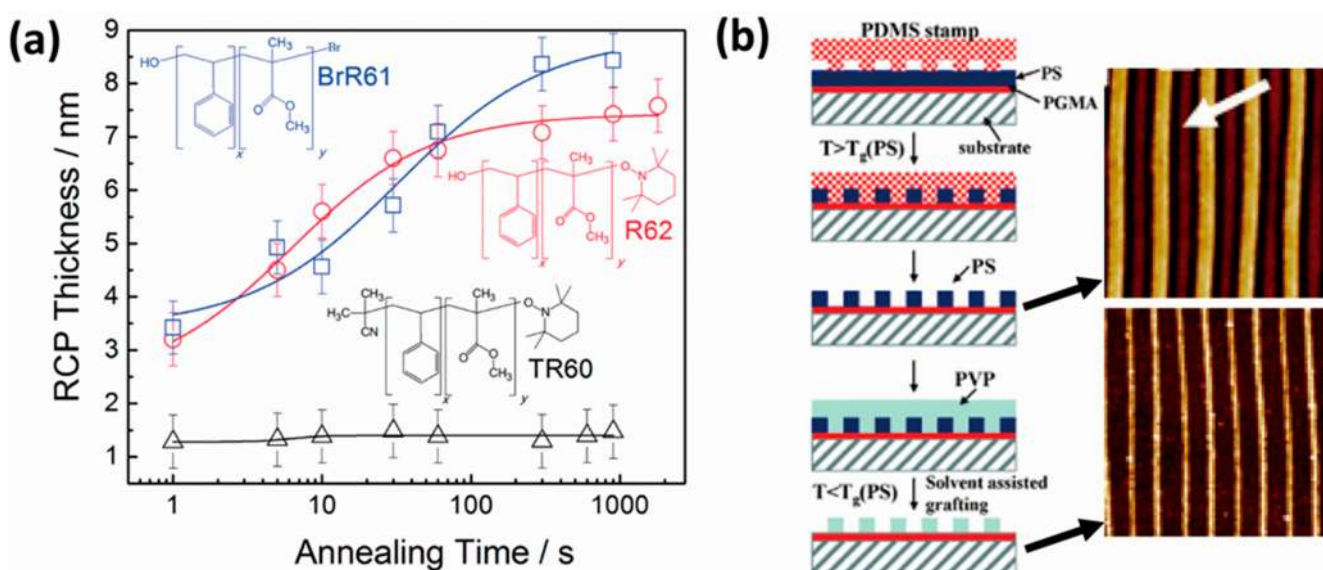 (a)
RCP Thickness / nm
9
8
7
6
5
4
3
2
1
HO
CH₃
Br
O
O
CH₃
x
y
BrR61
HO
CH₃
O
N
O
O
CH₃
x
y
R62
CH₃
H₃C
CN
CH₃
O
N
O
O
CH₃
x
y
TR60
1
10
100
1000
Annealing Time / s
(b)
PDMS stamp
PS
PGMA
substrate
T>Tg(PS)
PS
PVP
T<Tg(PS)
Solvent assisted
grafting